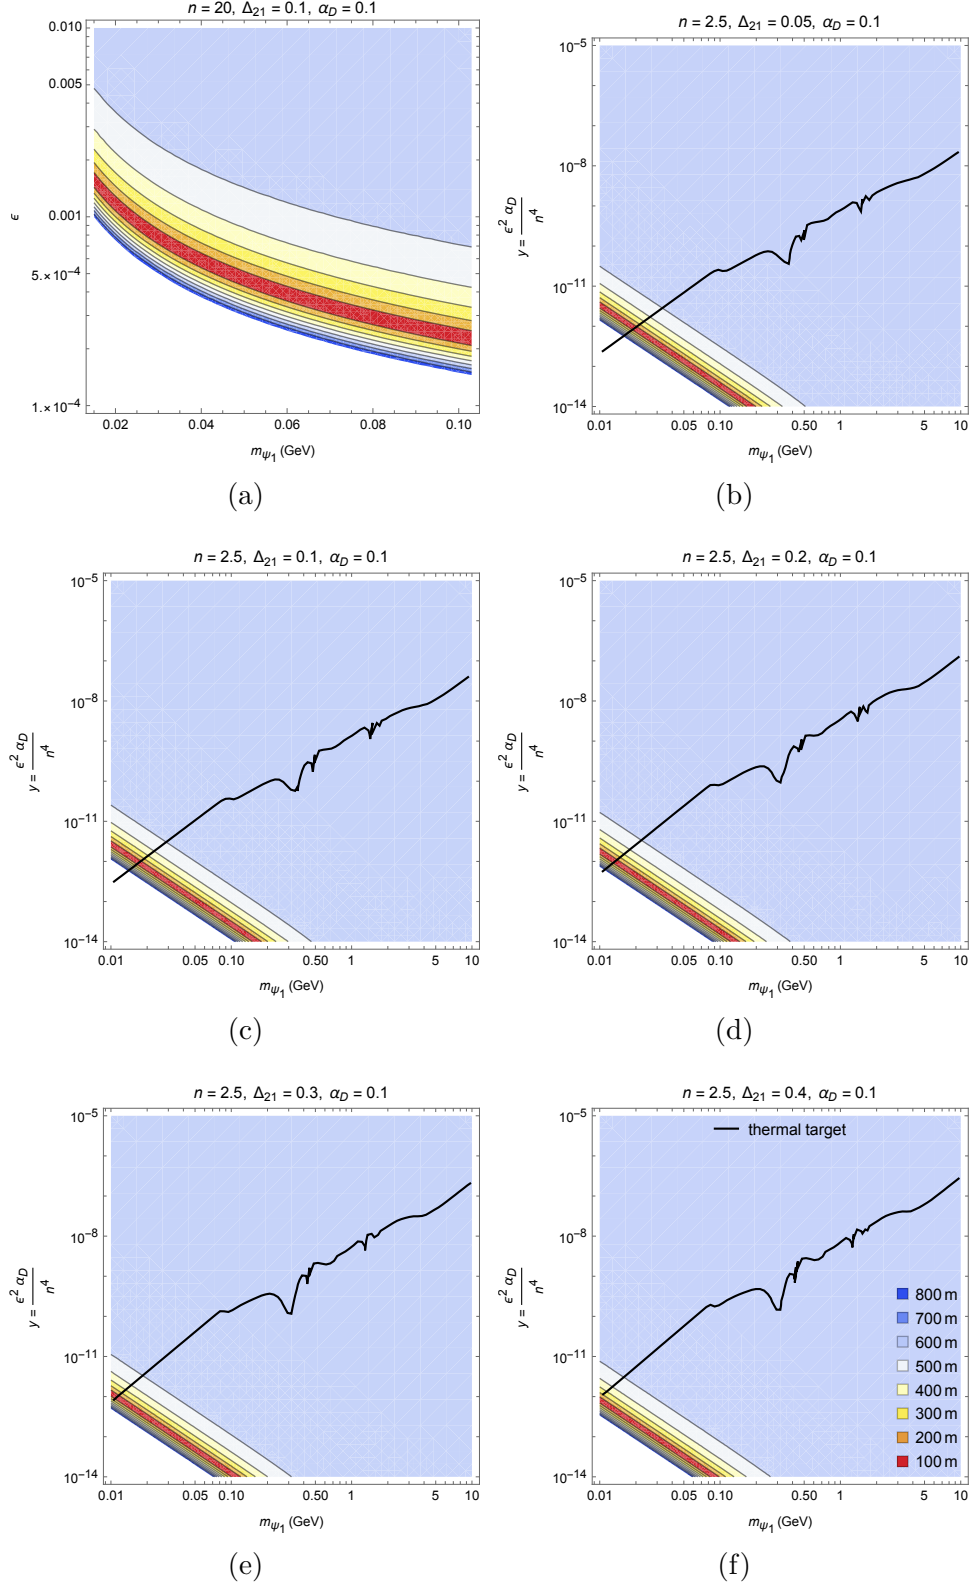 n = 20, Δ21 = 0.1, αD = 0.1
0.010
0.005
0.001
5.×10⁻⁴
1.×10⁻⁴
ϵ
0.02 0.04 0.06 0.08 0.10
mψ1 (GeV)
(a)
n = 2.5, Δ21 = 0.05, αD = 0.1
10⁻⁵
10⁻⁸
10⁻¹¹
10⁻¹⁴
y = ϵ² αD / n⁴
0.01 0.05 0.10 0.50 1 5 10
mψ1 (GeV)
(b)
n = 2.5, Δ21 = 0.1, αD = 0.1
10⁻⁵
10⁻⁸
10⁻¹¹
10⁻¹⁴
y = ϵ² αD / n⁴
0.01 0.05 0.10 0.50 1 5 10
mψ1 (GeV)
(c)
n = 2.5, Δ21 = 0.2, αD = 0.1
10⁻⁵
10⁻⁸
10⁻¹¹
10⁻¹⁴
y = ϵ² αD / n⁴
0.01 0.05 0.10 0.50 1 5 10
mψ1 (GeV)
(d)
n = 2.5, Δ21 = 0.3, αD = 0.1
10⁻⁵
10⁻⁸
10⁻¹¹
10⁻¹⁴
y = ϵ² αD / n⁴
0.01 0.05 0.10 0.50 1 5 10
mψ1 (GeV)
(e)
n = 2.5, Δ21 = 0.4, αD = 0.1
thermal target
10⁻⁵
10⁻⁸
10⁻¹¹
10⁻¹⁴
y = ϵ² αD / n⁴
800 m
700 m
600 m
500 m
400 m
300 m
200 m
100 m
0.01 0.05 0.10 0.50 1 5 10
mψ1 (GeV)
(f)